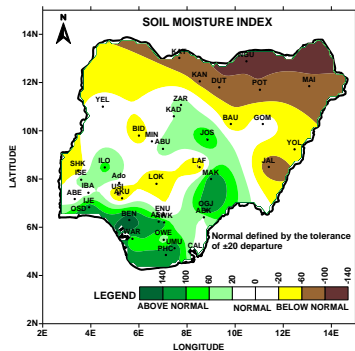 SOIL MOISTURE INDEX
N
14N
12N
10N
8N
6N
4N
2N
LATITUDE
KAT
NGU
KAN
DUT
POT
MAI
YEL
ZAR
KAD
BAU
GOM
BID
MIN
ABU
JOS
YOL
SHK
ISE
ILO
Ado
LAF
JAL
MAK
LOK
IBA
USI
AKU
ABE
IJE
OSD
OGJ
ENU
ABK
BEN
AWK
WAR
OWE
UMU
PHC
CAL
Normal defined by the tolerance
of ±20 departure
LEGEND
140
100
60
20
0
-20
-60
-100
-140
ABOVE NORMAL
NORMAL
BELOW NORMAL
2E
4E
6E
8E
10E
12E
14E
LONGITUDE